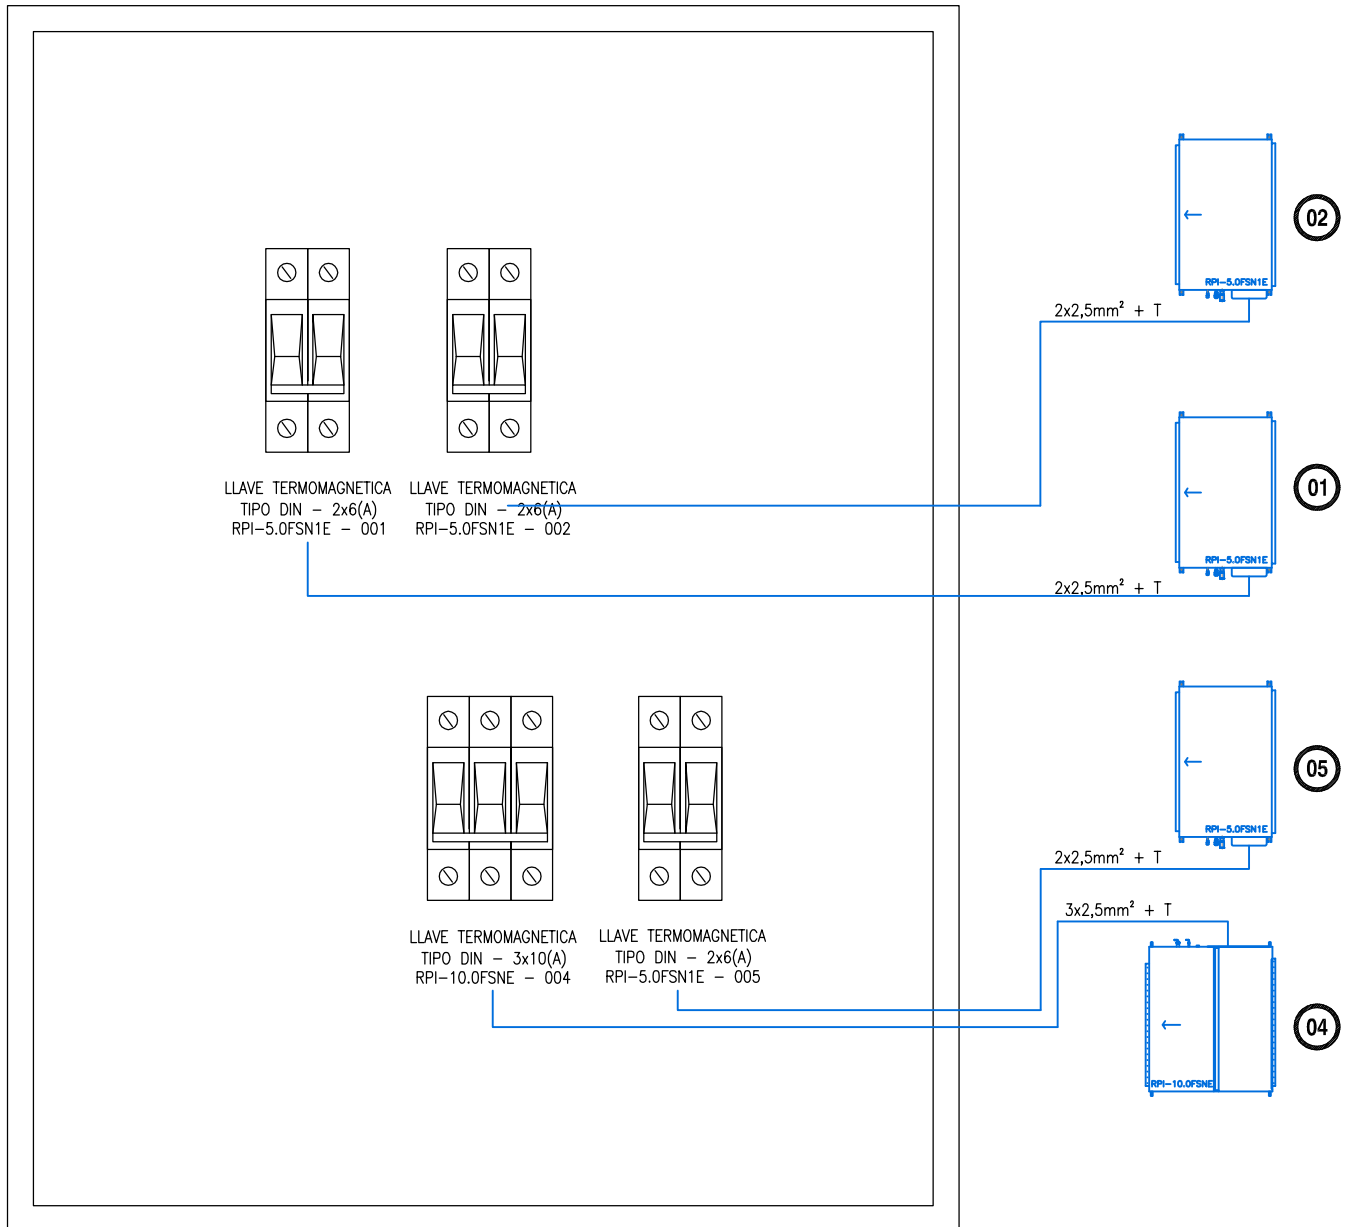 RPI-5.0FSN1E
02
2x2,5mm² + T
LLAVE TERMOMAGNETICA
TIPO DIN - 2x6(A)
RPI-5.0FSN1E - 001
LLAVE TERMOMAGNETICA
TIPO DIN - 2x6(A)
RPI-5.0FSN1E - 002
01
RPI-5.0FSN1E
2x2,5mm² + T
05
RPI-5.0FSN1E
2x2,5mm² + T
3x2,5mm² + T
LLAVE TERMOMAGNETICA
TIPO DIN - 3x10(A)
RPI-10.0FSNE - 004
LLAVE TERMOMAGNETICA
TIPO DIN - 2x6(A)
RPI-5.0FSN1E - 005
04
RPI-10.0FSNE